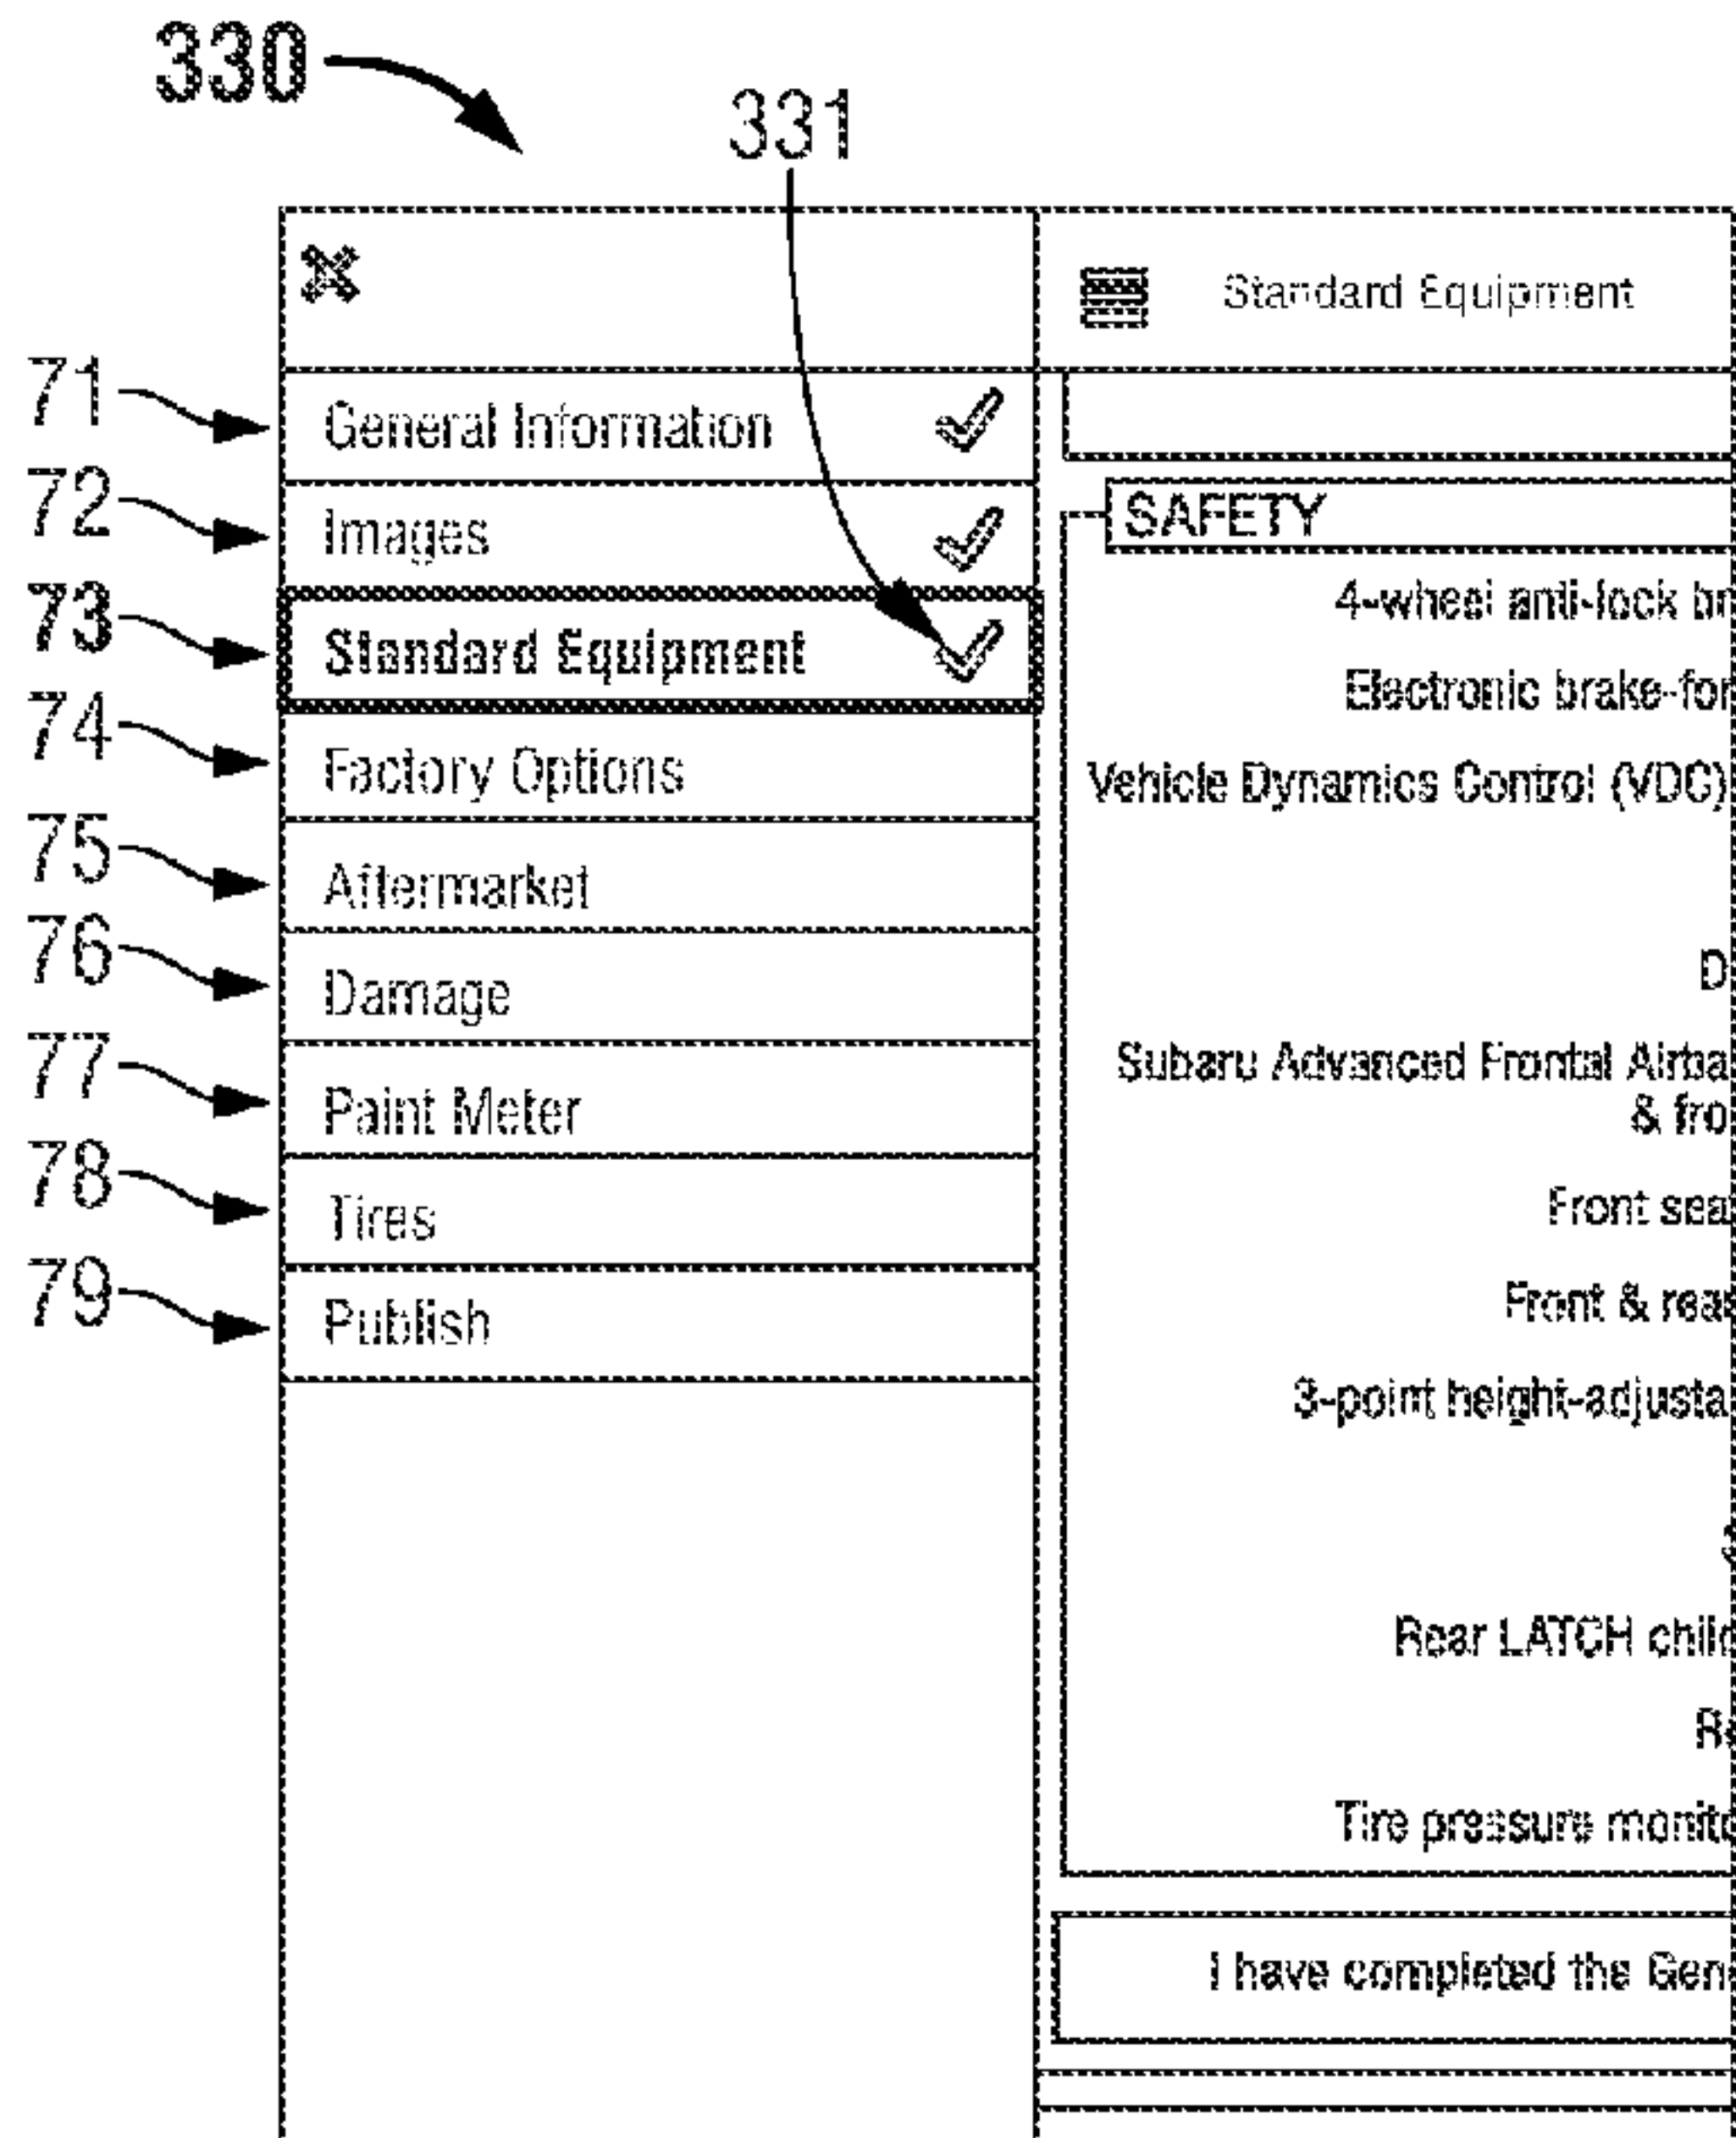 330
331
Standard Equipment
71 General Information
72 Images
73 Standard Equipment
74 Factory Options
75 Aftermarket
76 Damage
77 Paint Meter
78 Tires
79 Publish
SAFETY
4-wheel anti-lock
Electronic brake-for
Vehicle Dynamics Control (VDC)
D
Subaru Advanced Frontal
& fro
Front
Front &
3-point
Rear LATCH
Tire pressure
I have completed the